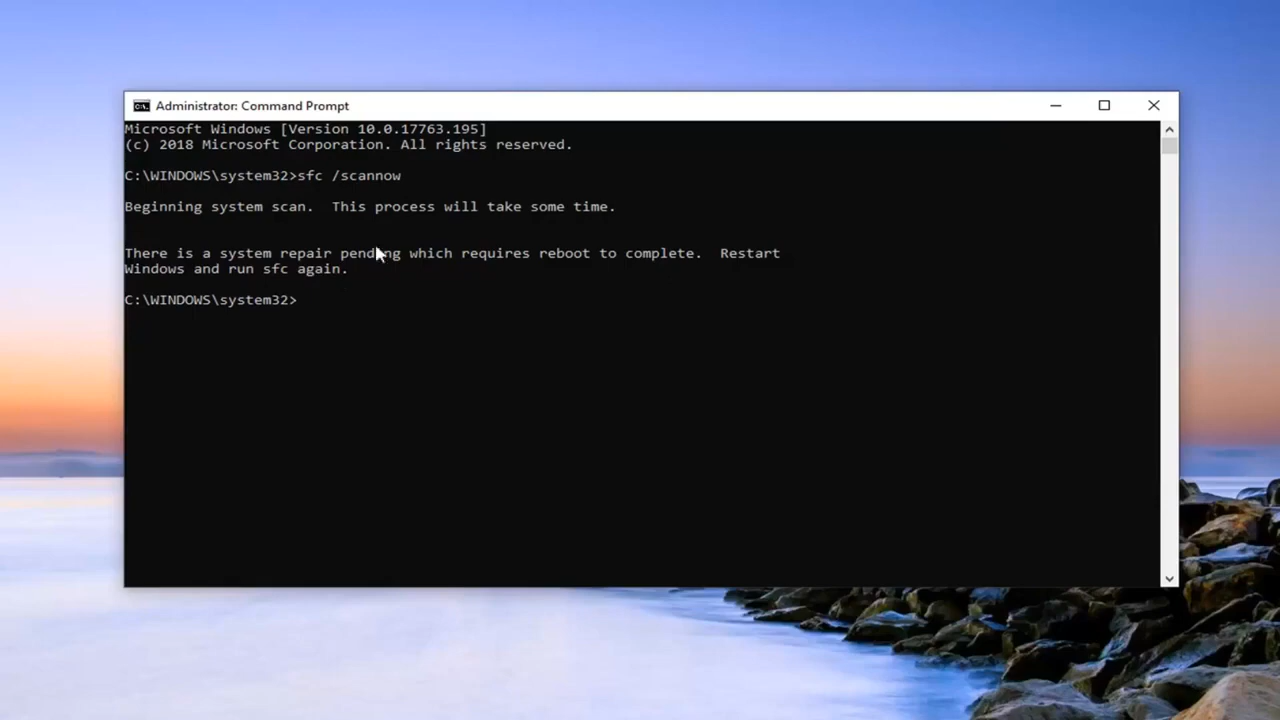 Administrator: Command Prompt
Microsoft Windows [Version 10.0.17763.195]
(c) 2018 Microsoft Corporation. All rights reserved.
C:\WINDOWS\system32>sfc /scannow
Beginning system scan.  This process will take some time.
There is a system repair pending which requires reboot to complete.  Restart
Windows and run sfc again.
C:\WINDOWS\system32>